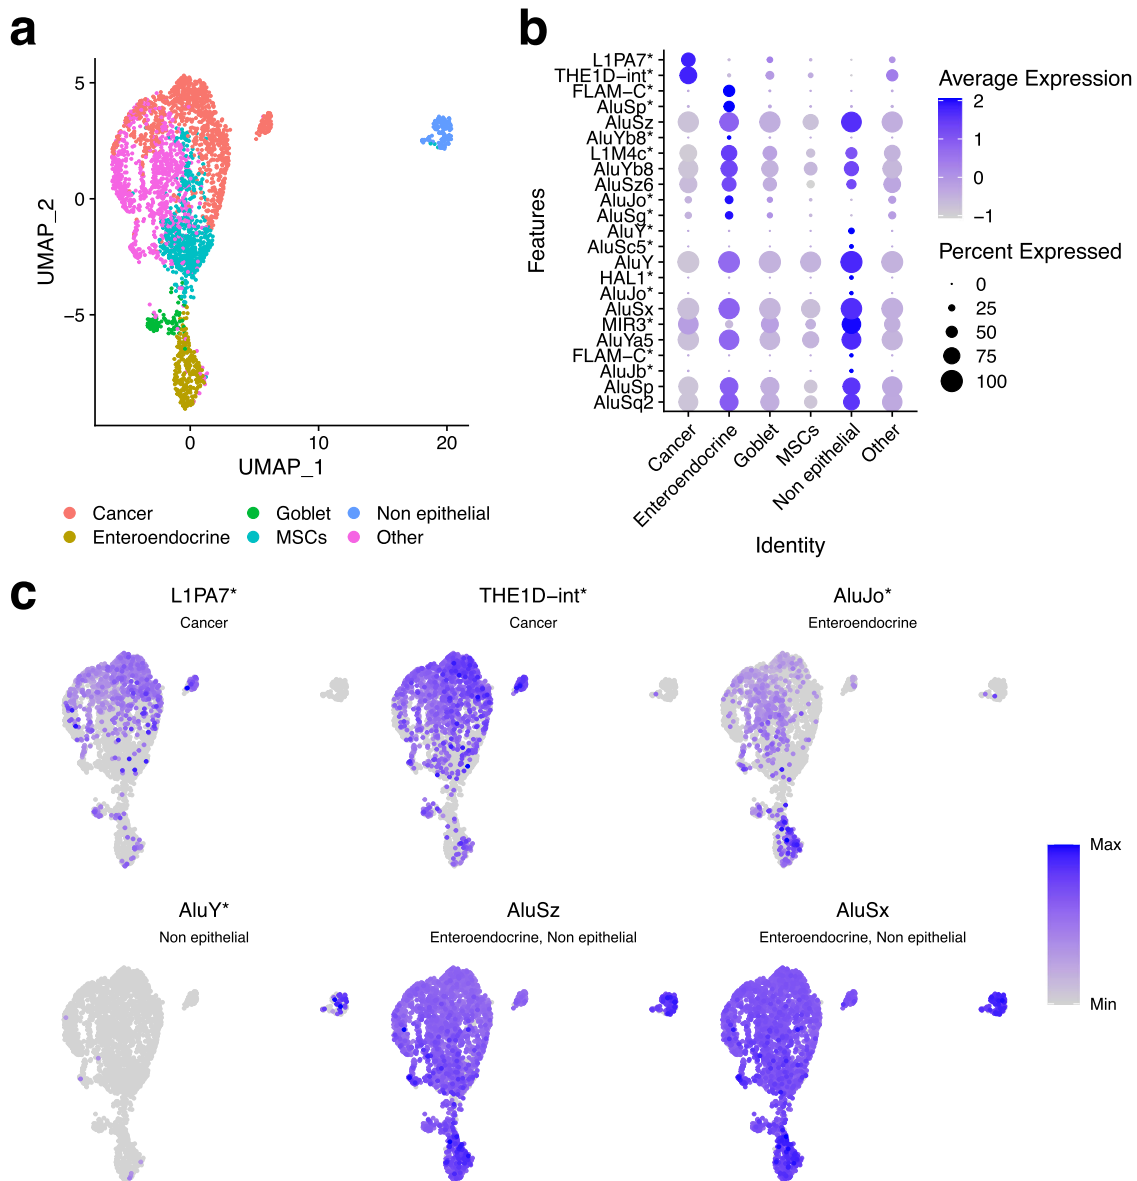 a
5
0
−5
UMAP_2
0
10
20
UMAP_1
Cancer
Goblet
Non epithelial
Enteroendocrine
MSCs
Other
b
Features
L1PA7*
THE1D−int*
FLAM−C*
AluSp*
AluSz
AluYb8*
L1M4c*
AluYb8
AluSz6
AluJo*
AluSg*
AluY*
AluSc5*
AluY
HAL1*
AluJo*
AluSx
MIR3*
AluYa5
FLAM−C*
AluJb*
AluSp
AluSq2
Cancer
Enteroendocrine
Goblet
MSCs
Non epithelial
Other
Identity
Average Expression
2
1
0
−1
Percent Expressed
0
25
50
75
100
c
L1PA7*
Cancer
THE1D−int*
Cancer
AluJo*
Enteroendocrine
AluY*
Non epithelial
AluSz
Enteroendocrine, Non epithelial
AluSx
Enteroendocrine, Non epithelial
Max
Min